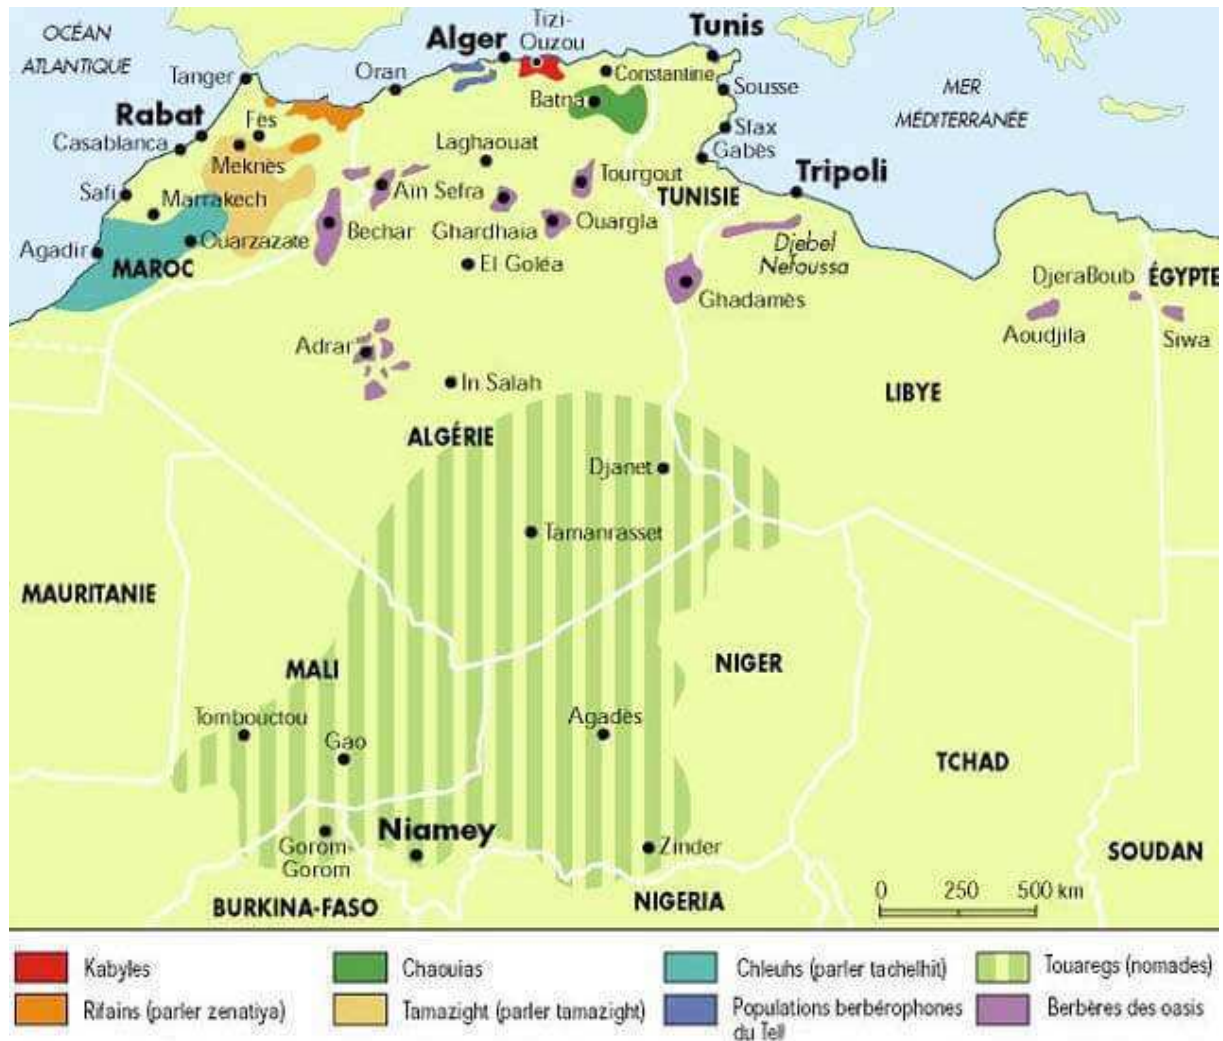 OCÉAN
ATLANTIQUE
Tanger
Oran
Alger
Tizi-
Ouzou
Tunis
Constantine
Batna
Sousse
MER
MÉDITERRANÉE
Rabat
Fes
Casablanca
Meknès
Laghaouat
Sfax
Gabès
Tourgout
TUNISIE
Tripoli
Safi
Marrakech
Aïn Sefra
Agadir
Ouarzazate
Bechar
Ghardhaia
Ouargla
MAROC
El Goléa
Djebel
Nefoussa
Ghadamès
DjeraBoub
ÉGYPTE
Aoudjila
Siwa
Adrar
In Salah
LIBYE
ALGÉRIE
Djanet
Tamanrasset
MAURITANIE
MALI
NIGER
Tombouctou
Gao
Agadès
TCHAD
Gorom-
Gorom
Niamey
Zinder
SOUDAN
BURKINA-FASO
NIGERIA
0 250 500 km
Kabyles
Chaouias
Chleuhs (parler tachelhit)
Touaregs (nomades)
Rifains (parler zenatiya)
Tamazight (parler tamazight)
Populations berbérophones
du Tell
Berbères des oasis